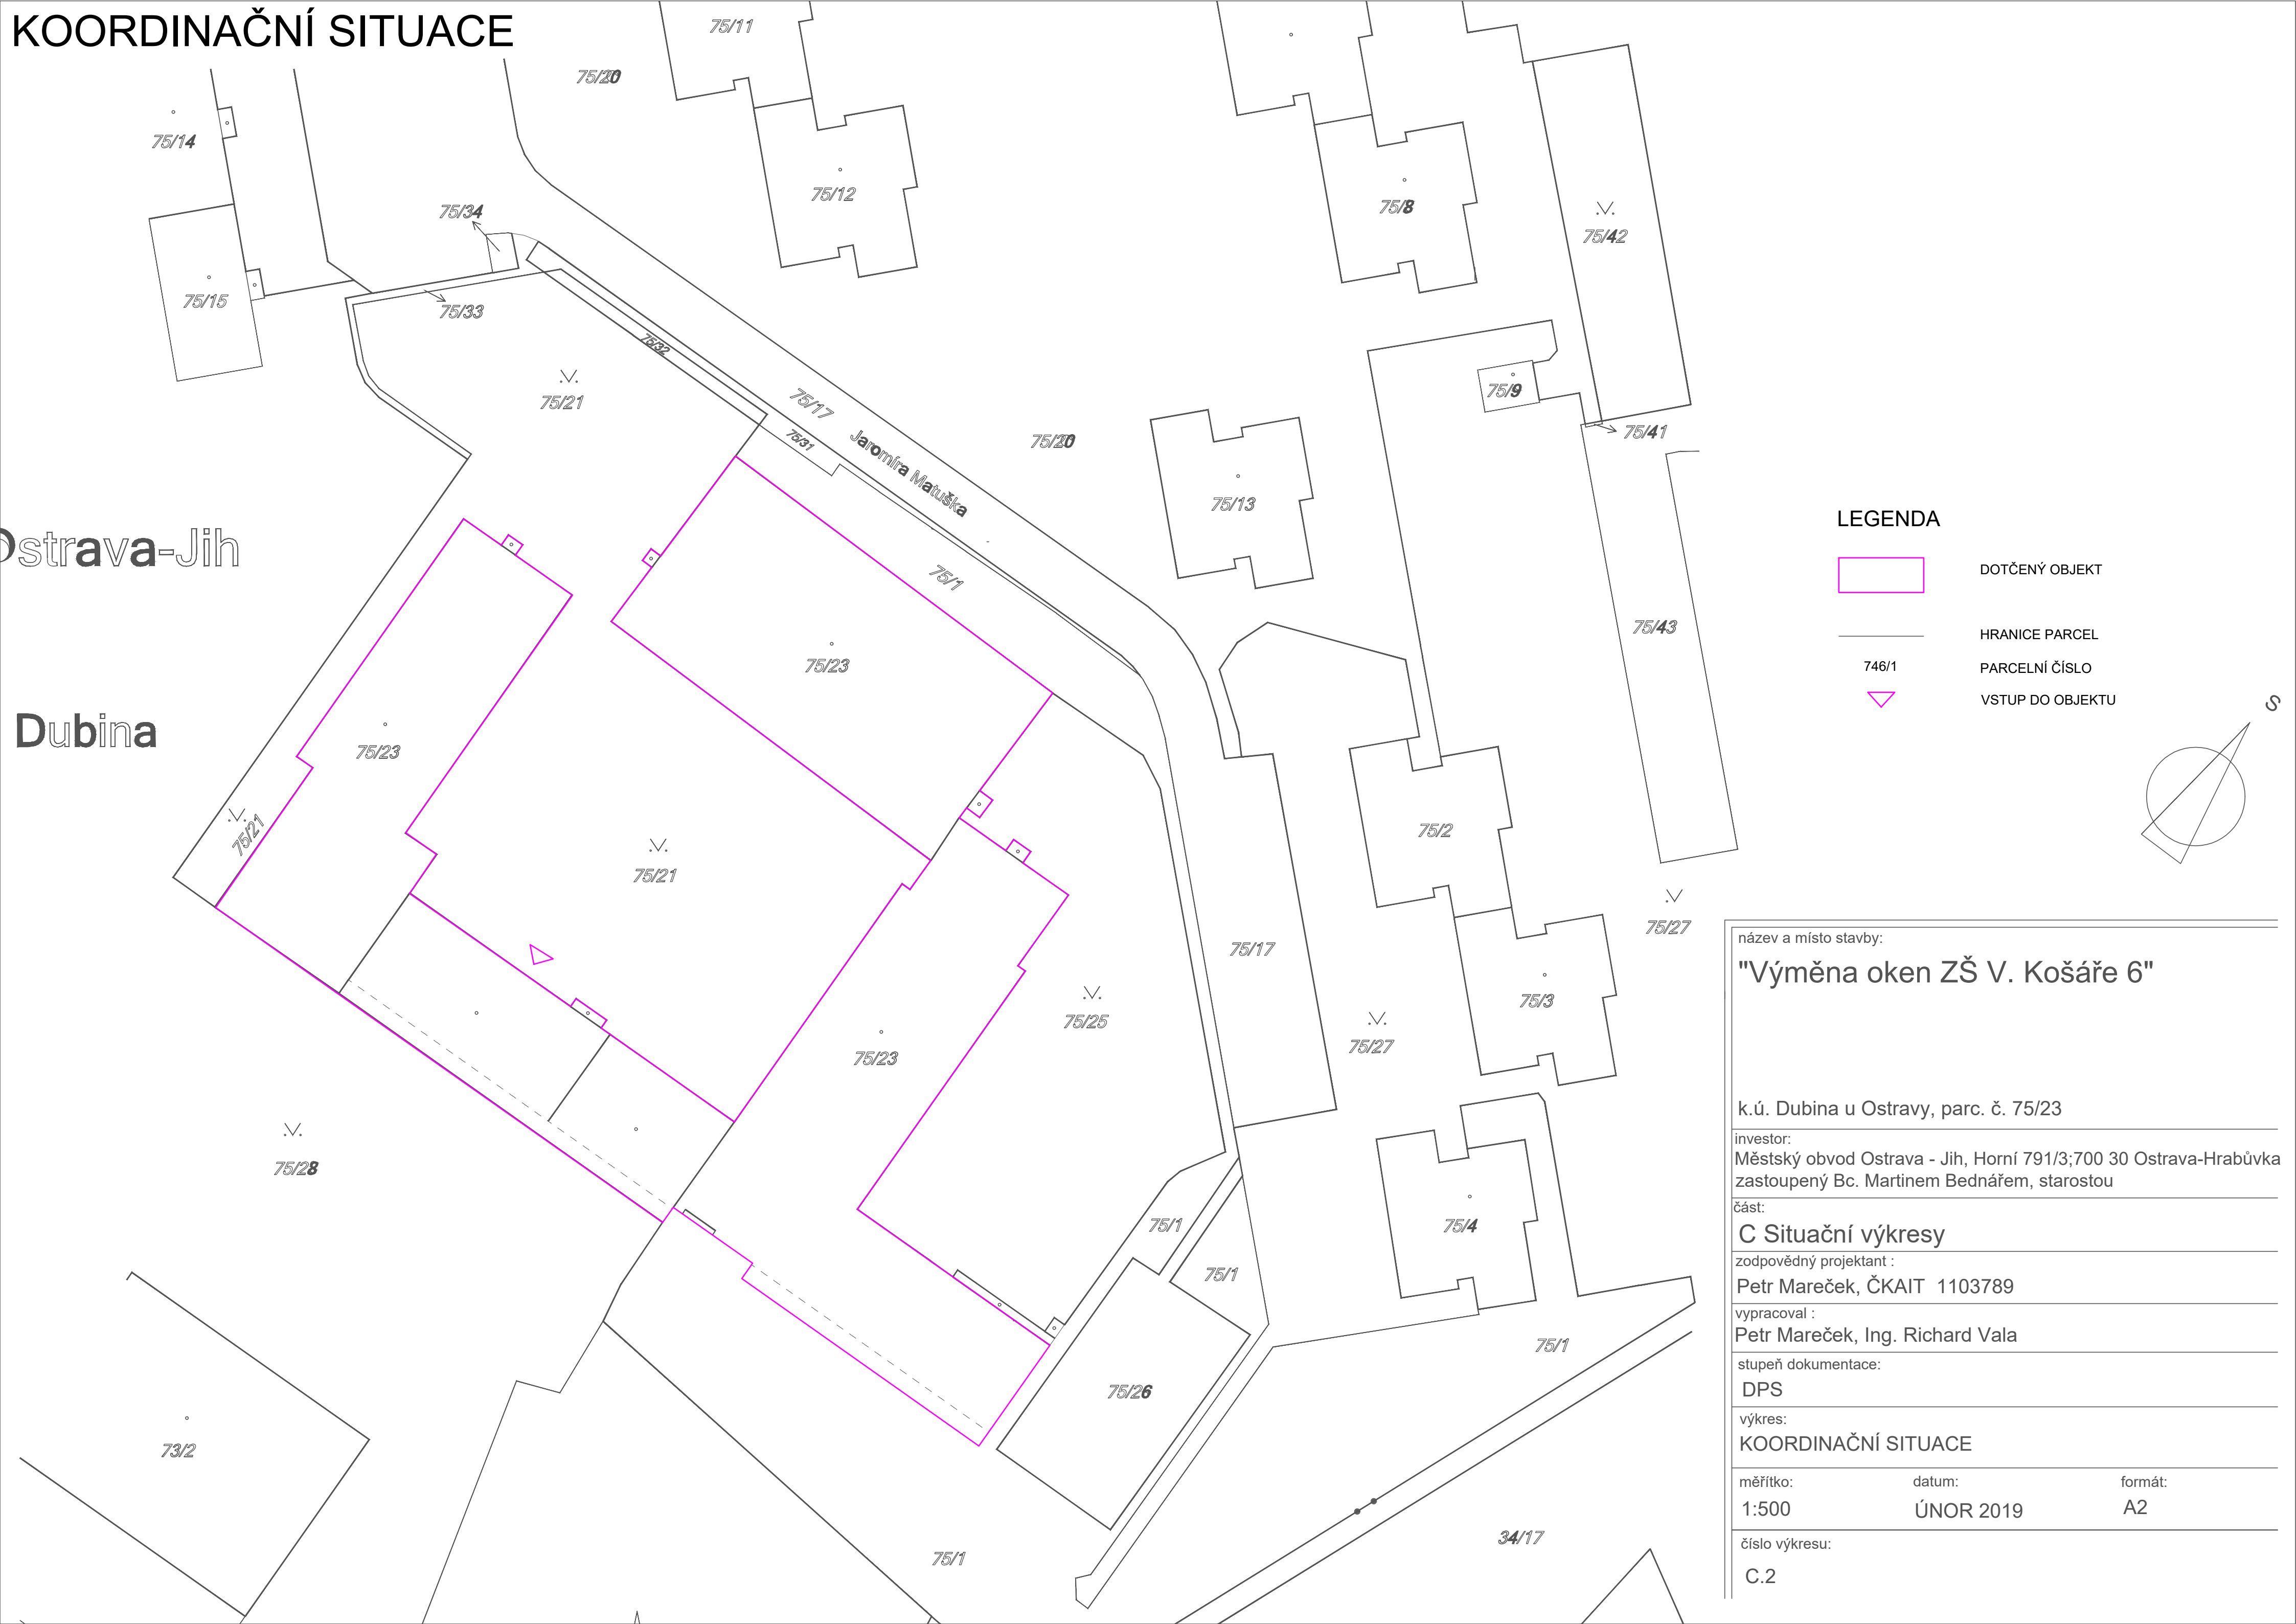 KOORDINAČNÍ SITUACE
75/11
75/20
75/14
75/12
75/8
75/34
75/42
75/15
75/33
75/32
75/21
75/17
Jaromíra Matuška
75/31
75/20
75/9
75/41
75/13
Ostrava-Jih
75/1
75/43
75/23
Dubina
75/23
75/21
75/21
75/2
75/27
75/17
75/3
75/25
75/27
75/23
75/28
75/1
75/4
75/1
75/1
75/26
73/2
75/1
34/17
LEGENDA
DOTČENÝ OBJEKT
HRANICE PARCEL
746/1 PARCELNÍ ČÍSLO
VSTUP DO OBJEKTU
S
název a místo stavby:
"Výměna oken ZŠ V. Košáře 6"
k.ú. Dubina u Ostravy, parc. č. 75/23
investor:
Městský obvod Ostrava - Jih, Horní 791/3;700 30 Ostrava-Hrabůvka
zastoupený Bc. Martinem Bednářem, starostou
část:
C Situační výkresy
zodpovědný projektant :
Petr Mareček, ČKAIT 1103789
vypracoval :
Petr Mareček, Ing. Richard Vala
stupeň dokumentace:
DPS
výkres:
KOORDINAČNÍ SITUACE
měřítko: datum: formát:
1:500 ÚNOR 2019 A2
číslo výkresu:
C.2